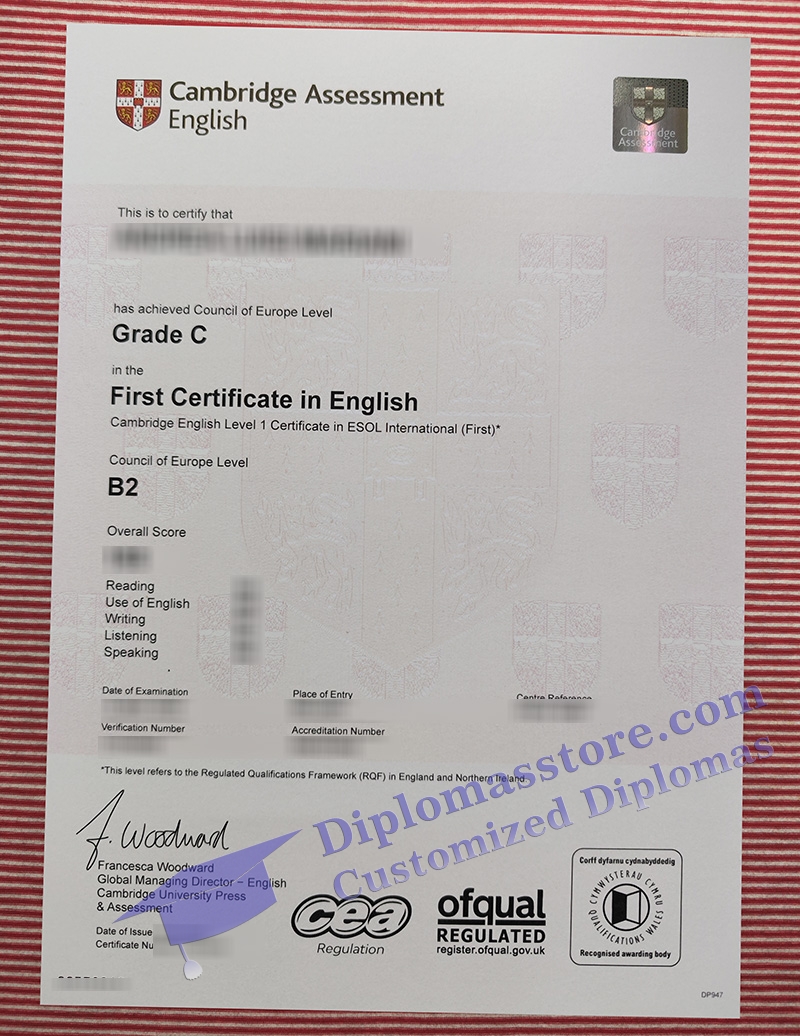 Cambridge Assessment
English
Cambridge
Assessment
This is to certify that
has achieved Council of Europe Level
Grade C
in the
First Certificate in English
Cambridge English Level 1 Certificate in ESOL International (First)*
Council of Europe Level
B2
Overall Score
Reading
Use of English
Writing
Listening
Speaking
Date of Examination
Place of Entry
Centre Reference
Verification Number
Accreditation Number
*This level refers to the Regulated Qualifications Framework (RQF) in England and Northern Ireland.
Diplomasstore.com
Customized Diplomas
F. Woodward
Francesca Woodward
Global Managing Director – English
Cambridge University Press
& Assessment
Date of Issue
Certificate Nu
cea
Regulation
ofqual
REGULATED
register.ofqual.gov.uk
Corff dyfarnu cydnabyddedig
CYMWYSTERAU CYMRU
QUALIFICATIONS WALES
Recognised awarding body
DP947